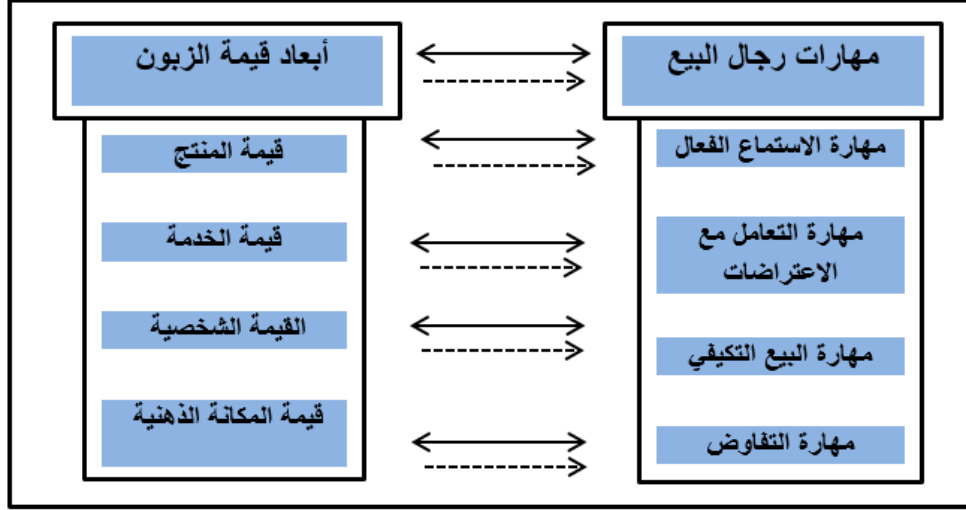 مهارات رجال البيع
مهارة الاستماع الفعال
مهارة التعامل مع
الاعتراضات
مهارة البيع التكيفي
مهارة التفاوض
أبعاد قيمة الزبون
قيمة المنتج
قيمة الخدمة
القيمة الشخصية
قيمة المكانة الذهنية